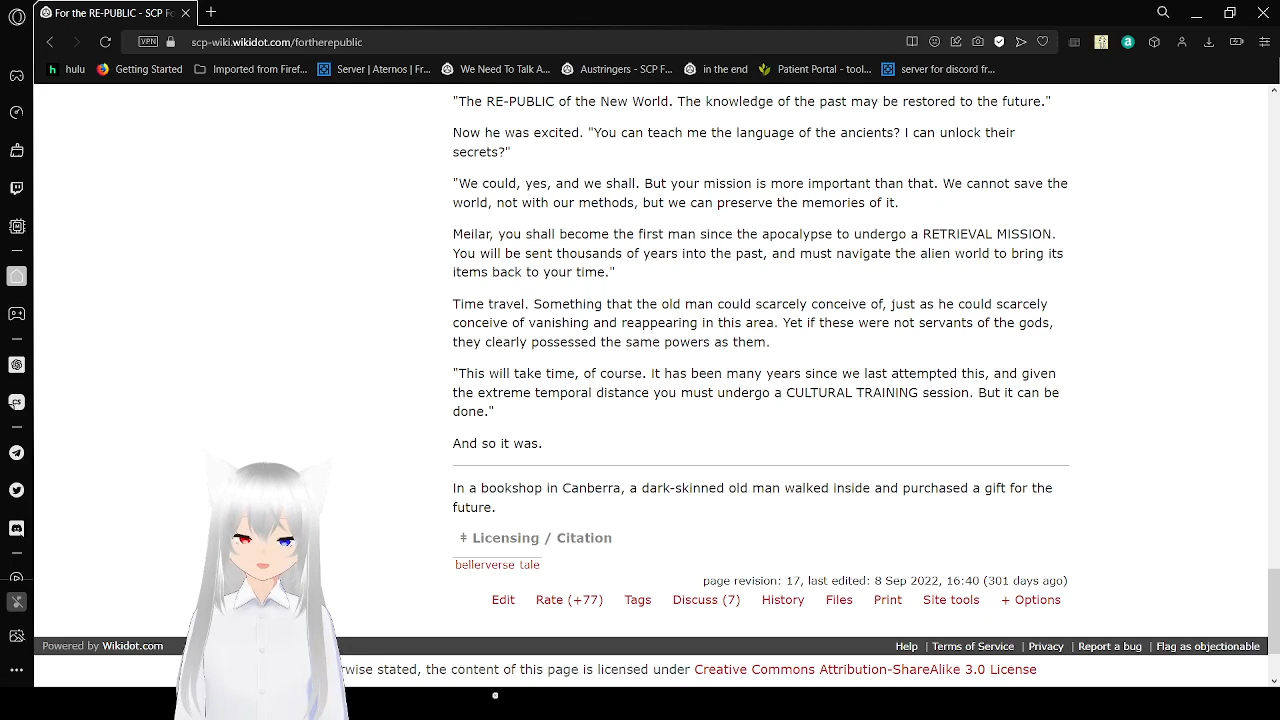 For the RE-PUBLIC - SCP Fo
scp-wiki.wikidot.com/fortherepublic
VPN
hulu
Getting Started
Imported from Firef...
Server | Aternos | Fr...
We Need To Talk A...
Austringers - SCP F...
in the end
Patient Portal - tool...
server for discord fr...
"The RE-PUBLIC of the New World. The knowledge of the past may be restored to the future."
Now he was excited. "You can teach me the language of the ancients? I can unlock their
secrets?"
"We could, yes, and we shall. But your mission is more important than that. We cannot save the
world, not with our methods, but we can preserve the memories of it.
Meilar, you shall become the first man since the apocalypse to undergo a RETRIEVAL MISSION.
You will be sent thousands of years into the past, and must navigate the alien world to bring its
items back to your time."
Time travel. Something that the old man could scarcely conceive of, just as he could scarcely
conceive of vanishing and reappearing in this area. Yet if these were not servants of the gods,
they clearly possessed the same powers as them.
"This will take time, of course. It has been many years since we last attempted this, and given
the extreme temporal distance you must undergo a CULTURAL TRAINING session. But it can be
done."
And so it was.
In a bookshop in Canberra, a dark-skinned old man walked inside and purchased a gift for the
future.
⯒ Licensing / Citation
bellerverse tale
page revision: 17, last edited: 8 Sep 2022, 16:40 (301 days ago)
Edit
Rate (+77)
Tags
Discuss (7)
History
Files
Print
Site tools
+ Options
Powered by Wikidot.com
Help | Terms of Service | Privacy | Report a bug | Flag as objectionable
wise stated, the content of this page is licensed under Creative Commons Attribution-ShareAlike 3.0 License